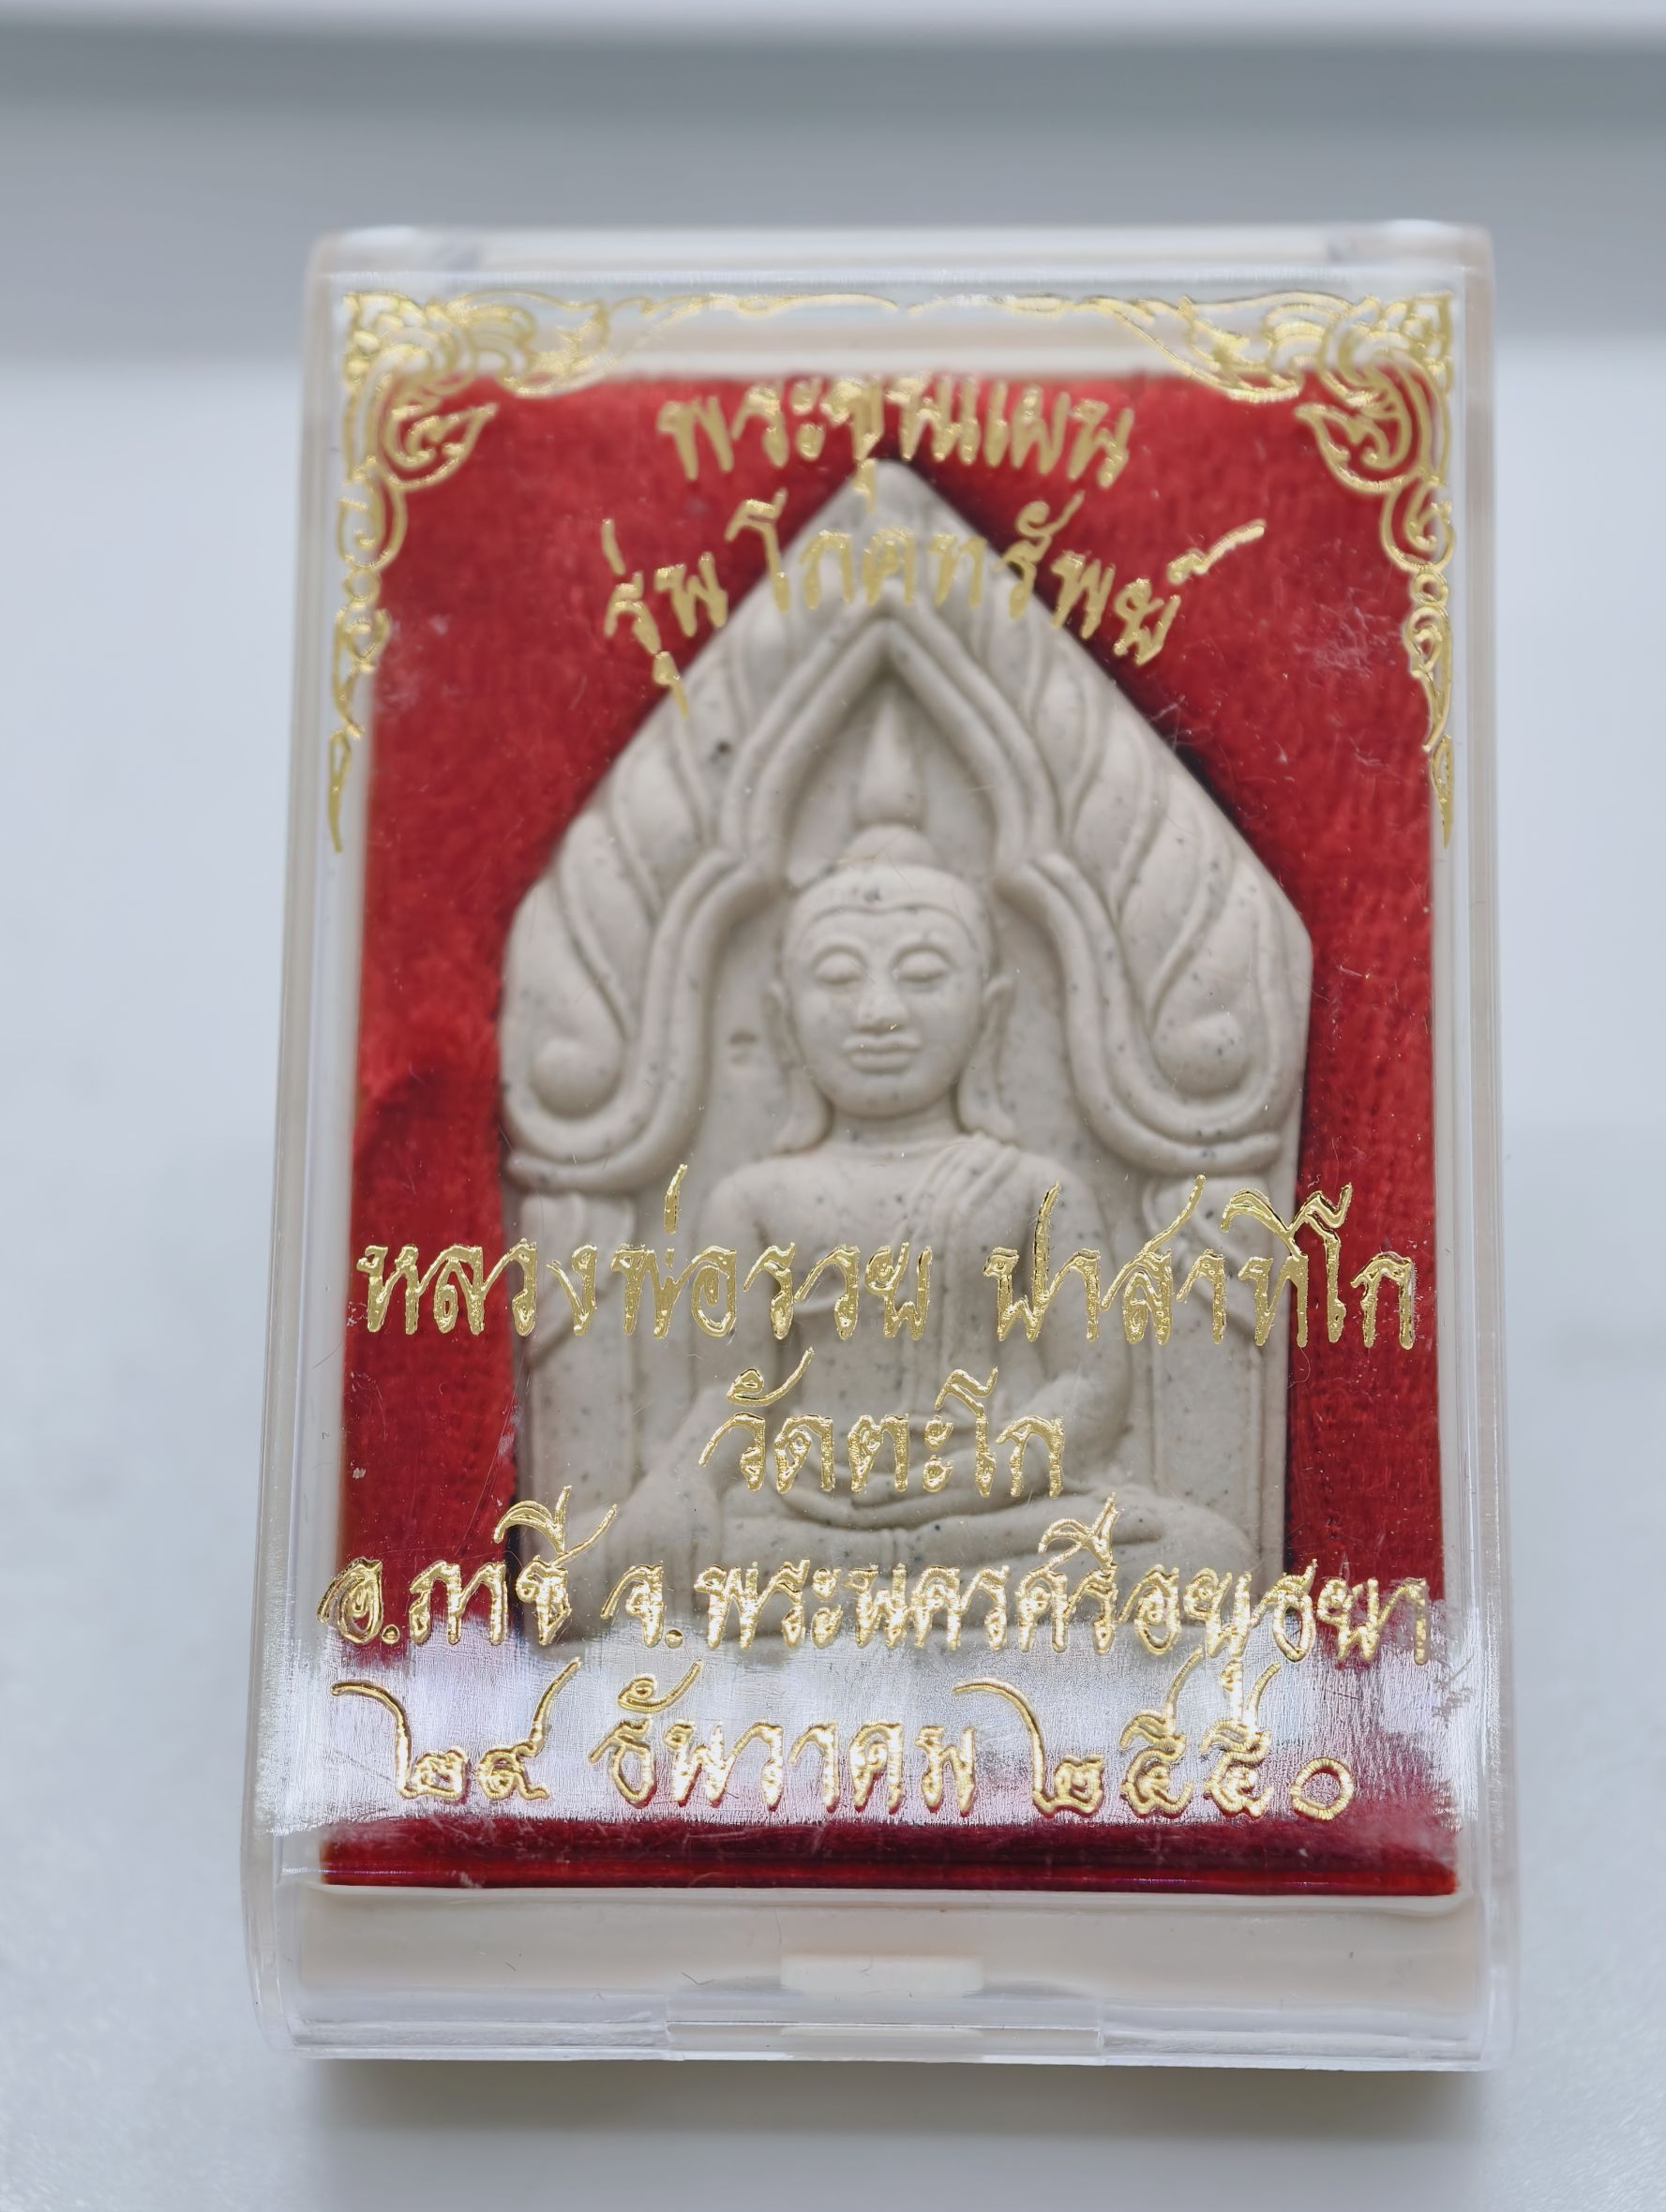 พระขุนแผน
รุ่น โภคทรัพย์
หลวงพ่อรวย ปาสาทิโก
วัดตะโก
อ.ภาชี จ.พระนครศรีอยุธยา
๒๙ ธันวาคม ๒๕๕๐